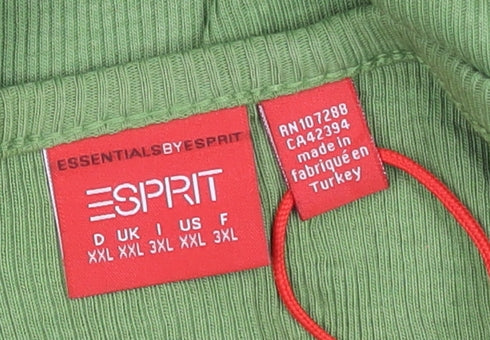 ESSENTIALSBYESPRIT
ESPRIT
D UK I US F
XXL XXL 3XL XXL 3XL
RN107288
CA42394
made in
fabriqué en
Turkey